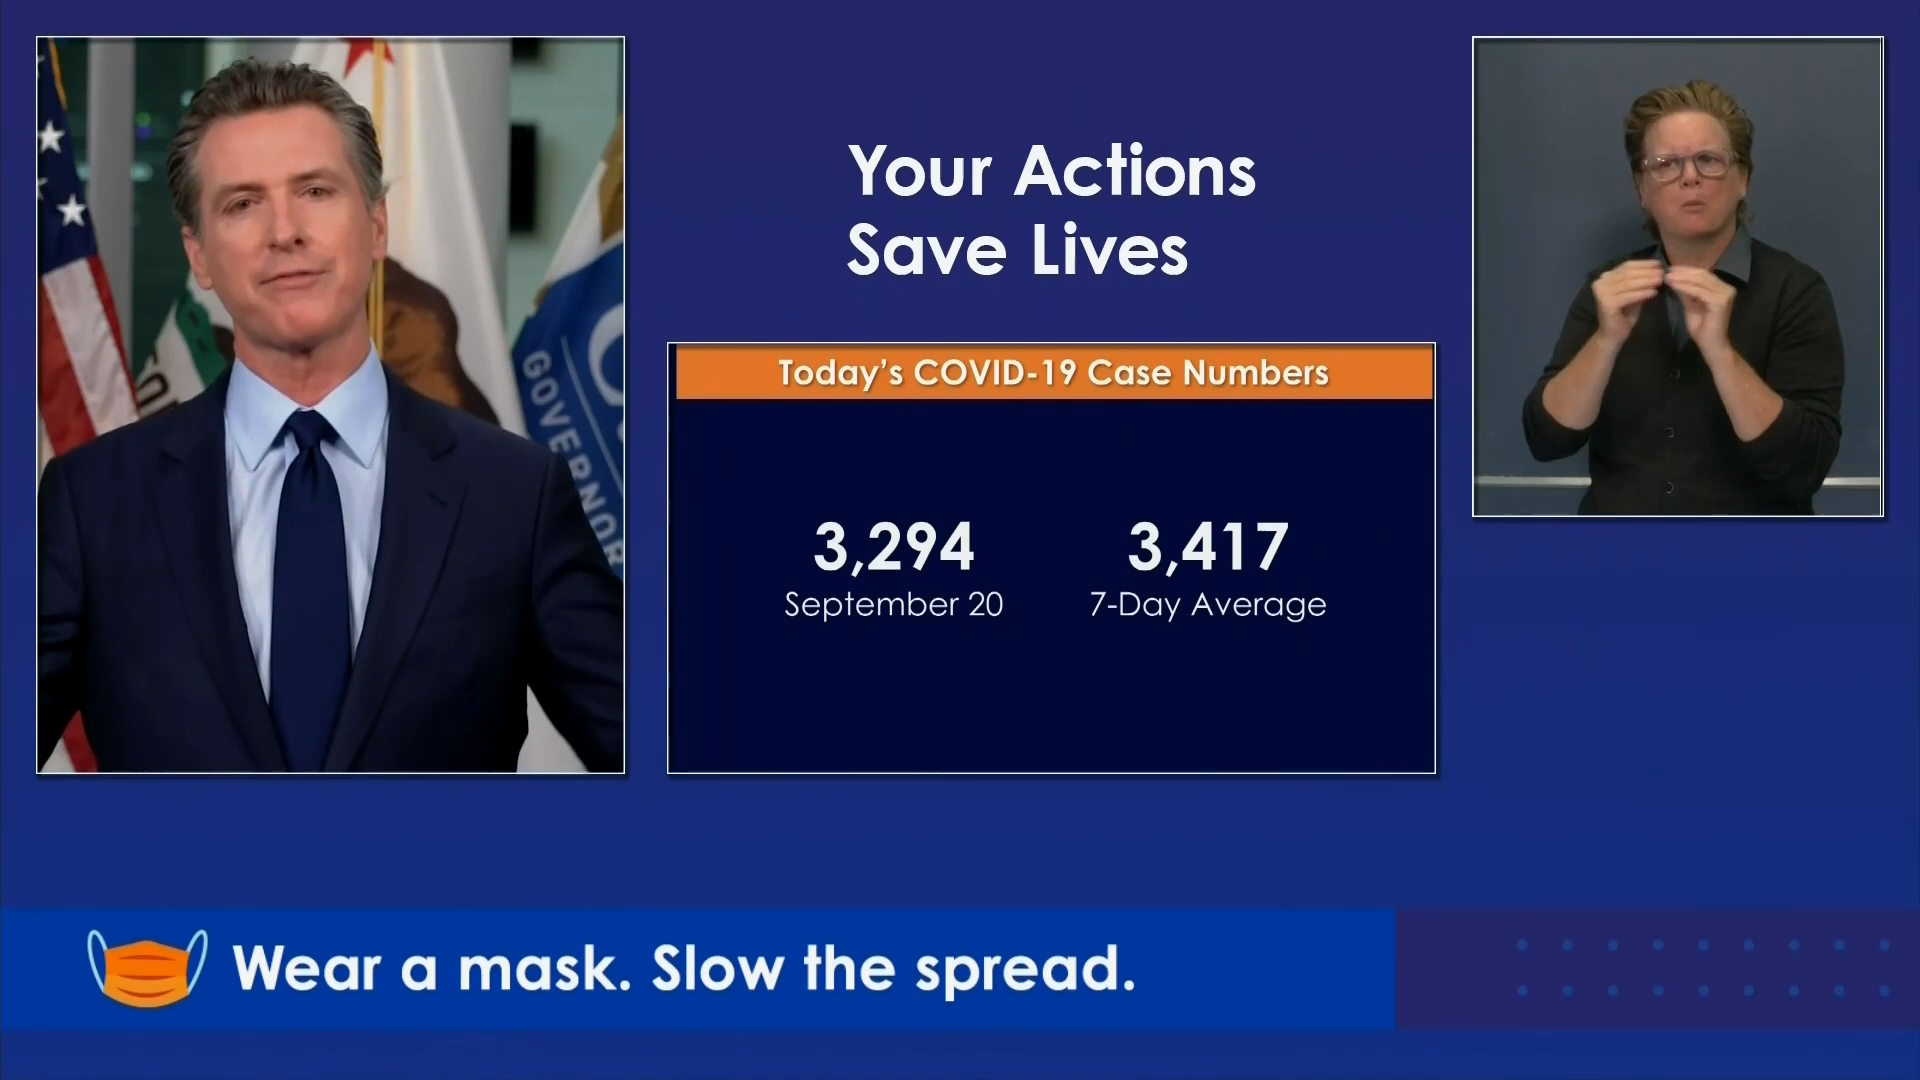 GOVERNOR
Your Actions
Save Lives
Today's COVID-19 Case Numbers
3,294
3,417
September 20
7-Day Average
Wear a mask. Slow the spread.